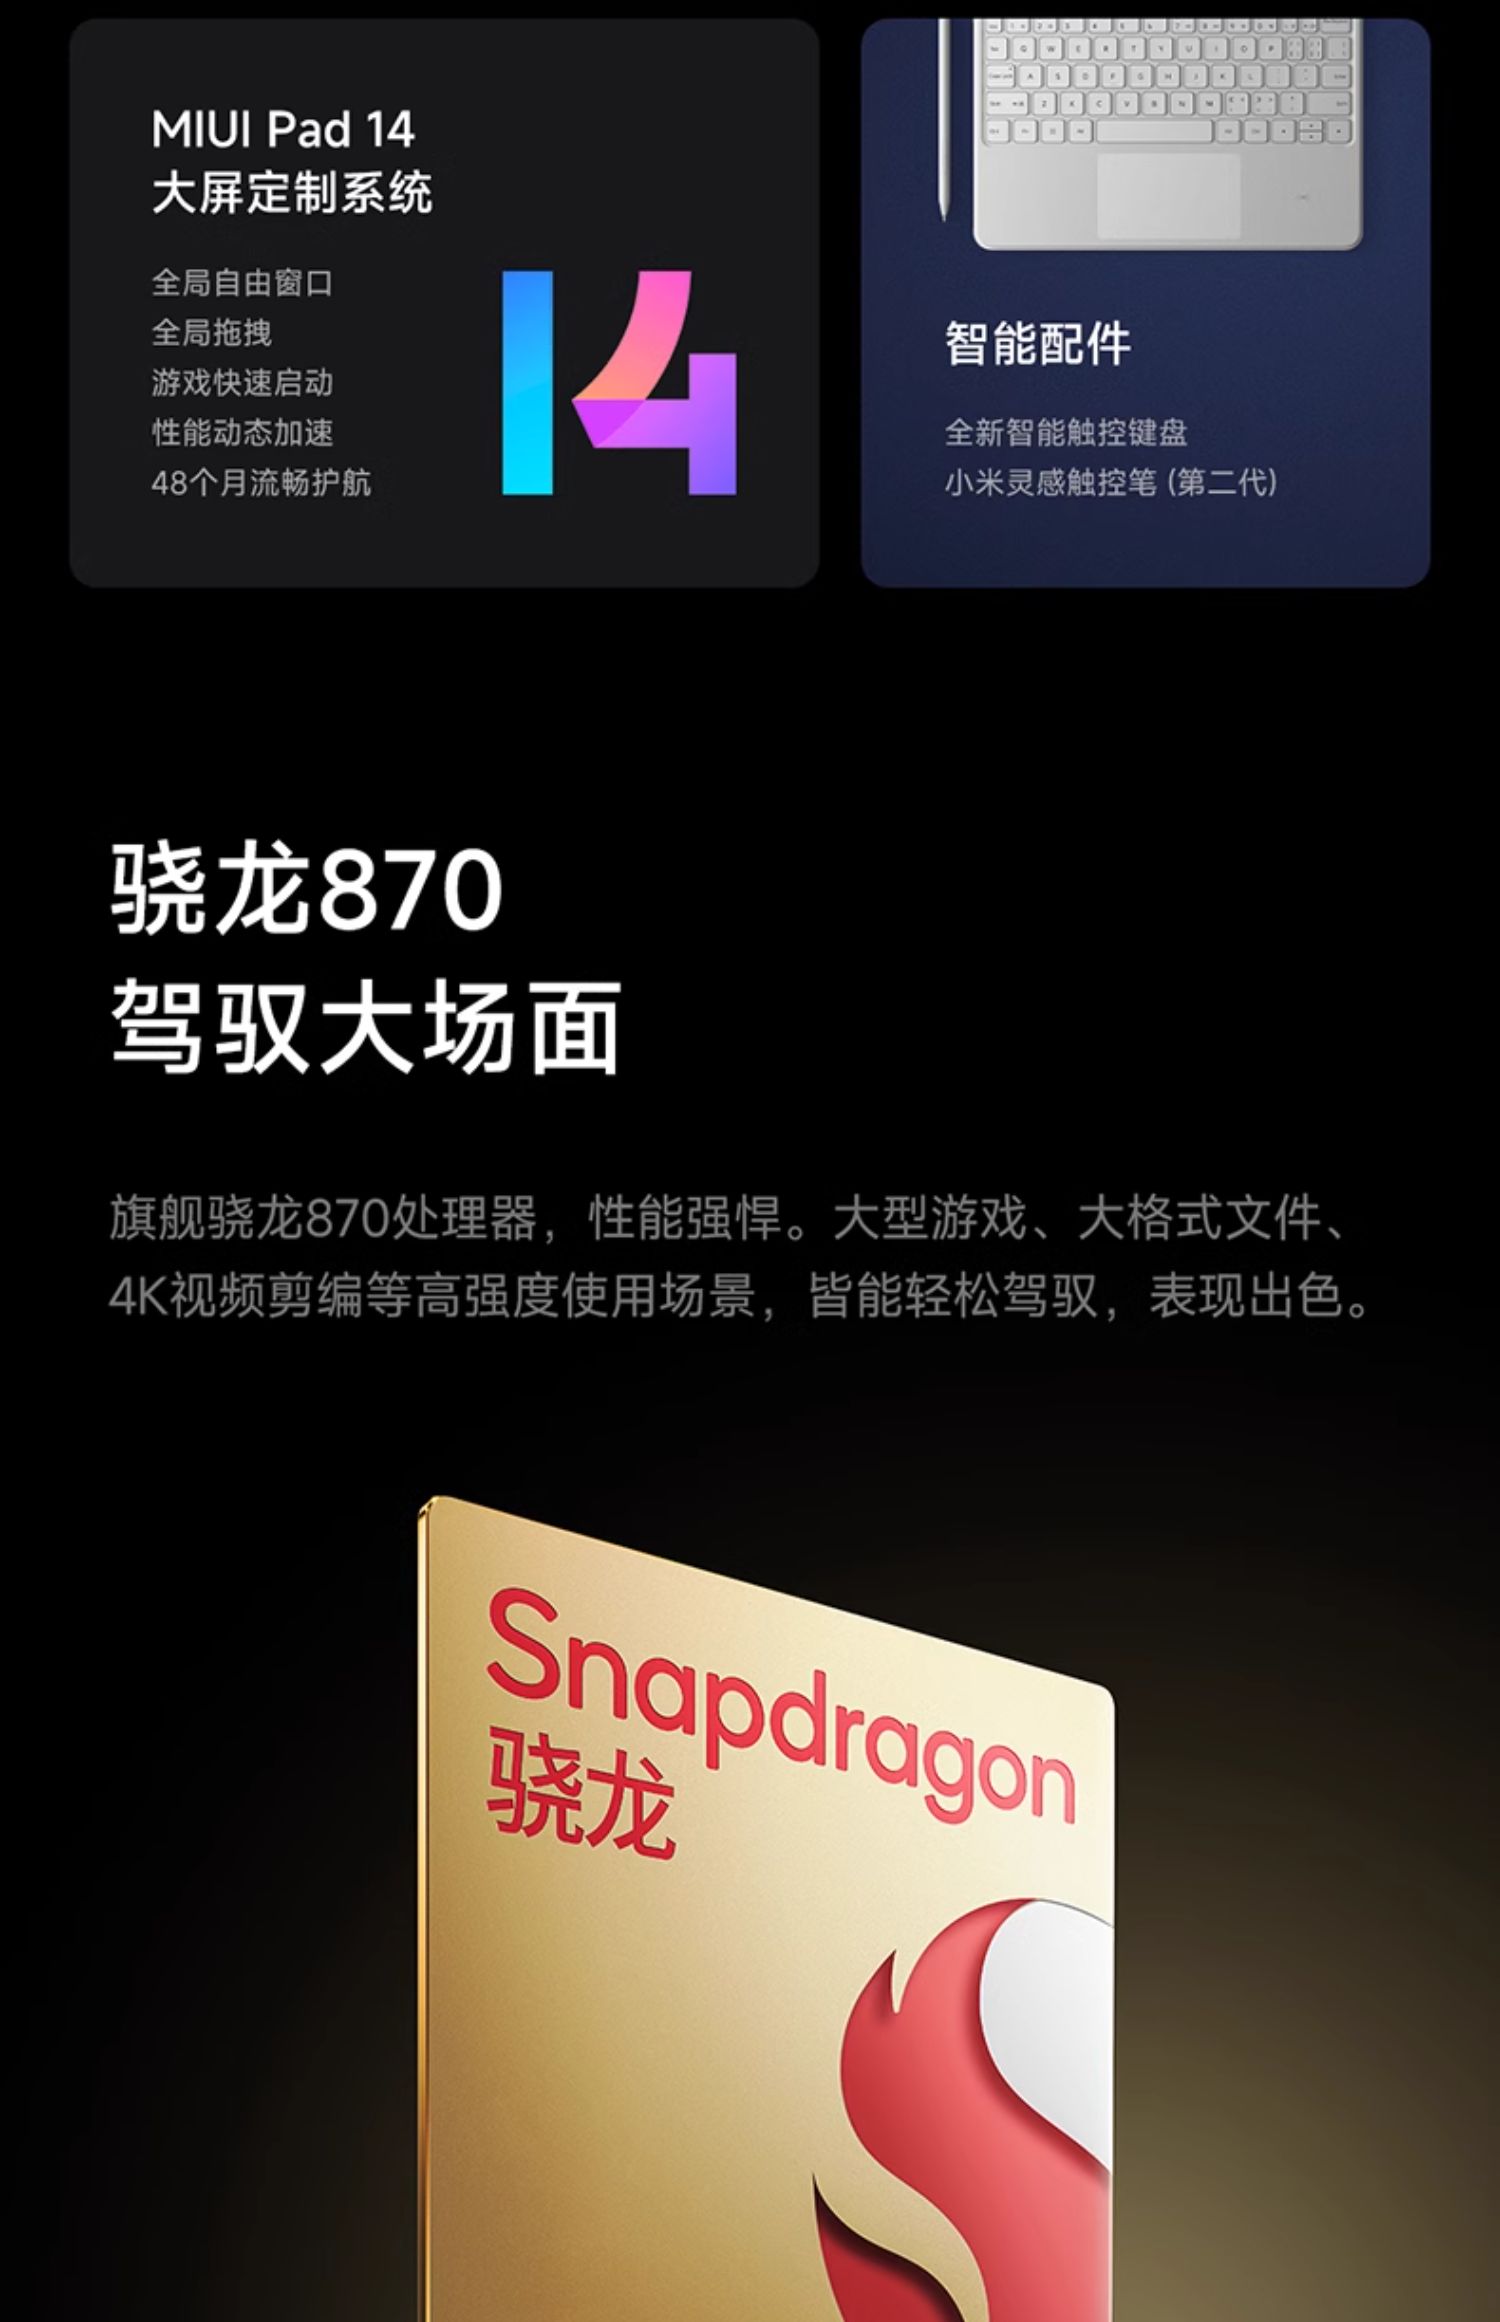 MIUI Pad 14
大屏定制系统
全局自由窗口
全局拖拽
游戏快速启动
性能动态加速
48个月流畅护航
14
智能配件
全新智能触控键盘
小米灵感触控笔 (第二代)
骁龙870
驾驭大场面
旗舰骁龙870处理器，性能强悍。大型游戏、大格式文件、
4K视频剪编等高强度使用场景，皆能轻松驾驭，表现出色。
Snapdragon
骁龙